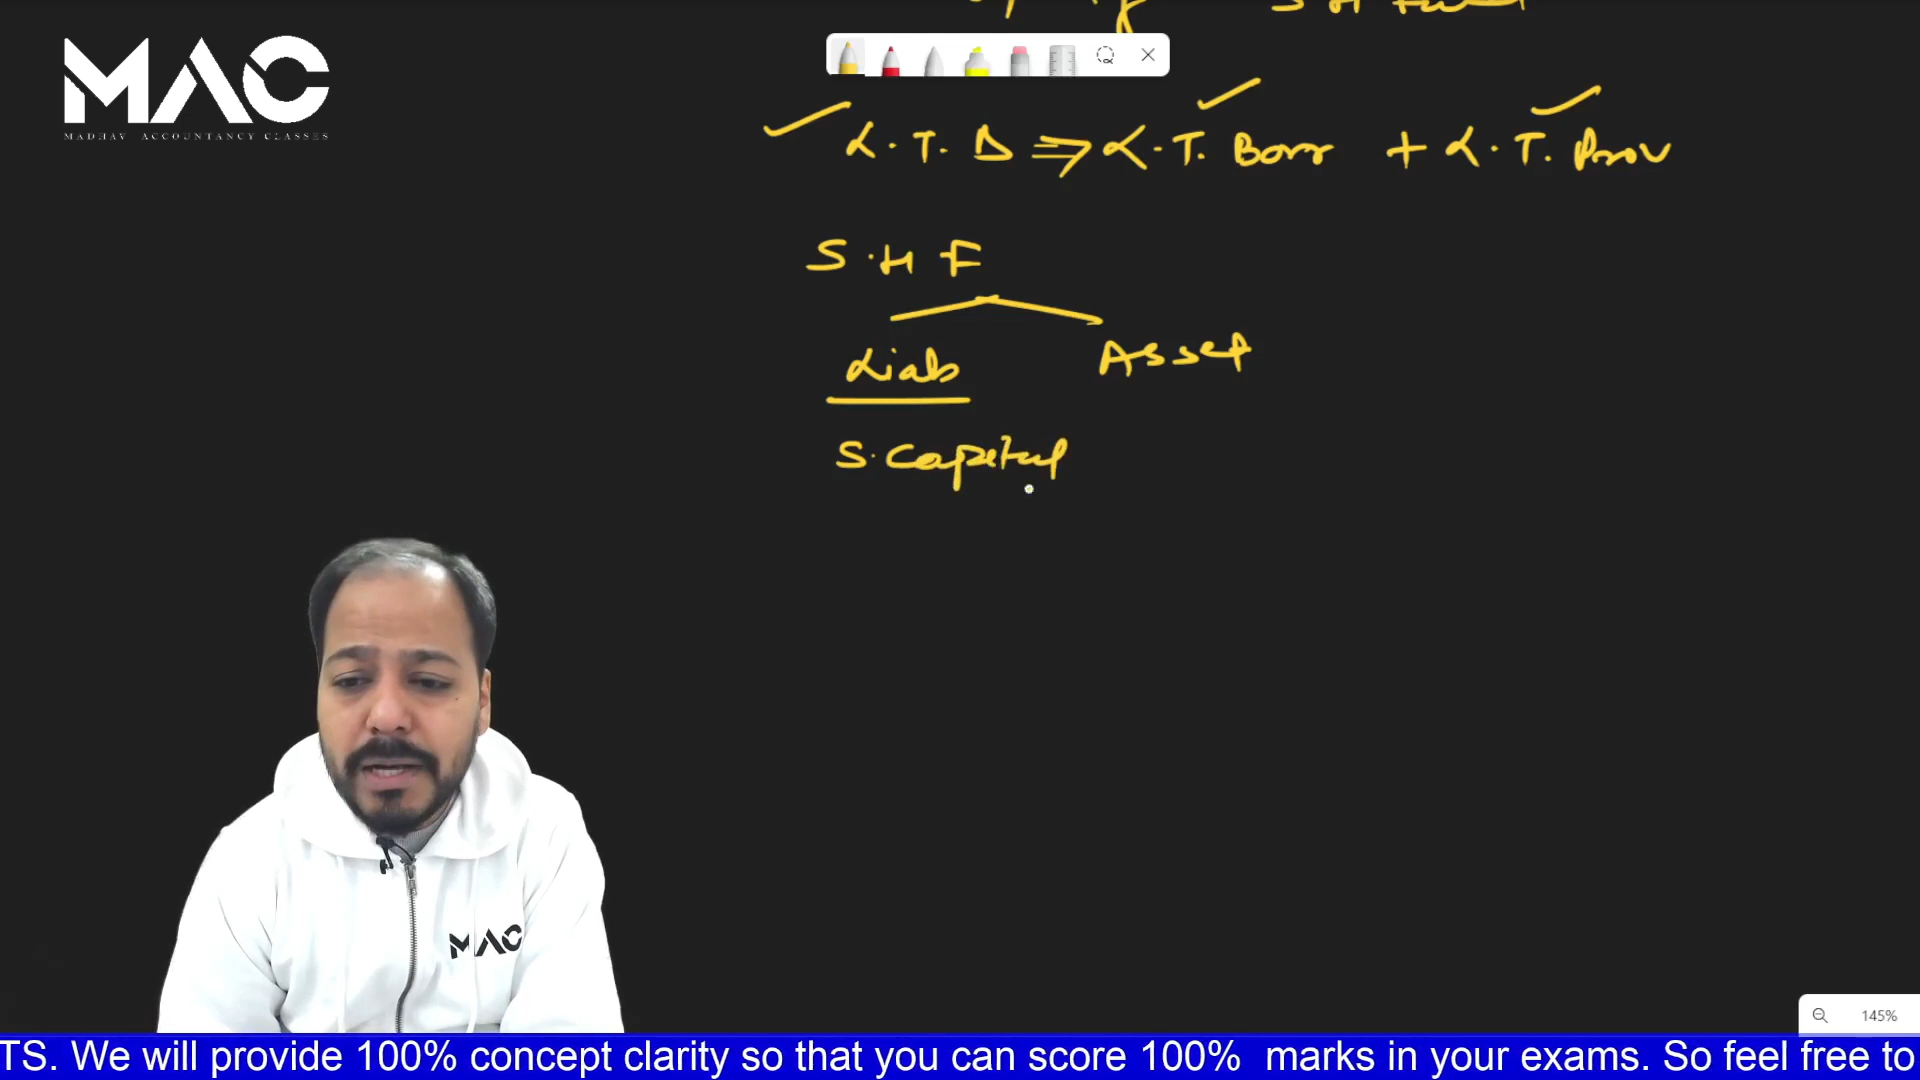 MAC
MADHAV ACCOUNTANCY CLASSES
S H Fund
L.T. D ⇒ L.T. Borr + L.T. Prov
S.H F
Liab Asset
S. Capital
MAC
145%
TS. We will provide 100% concept clarity so that you can score 100% marks in your exams. So feel free to